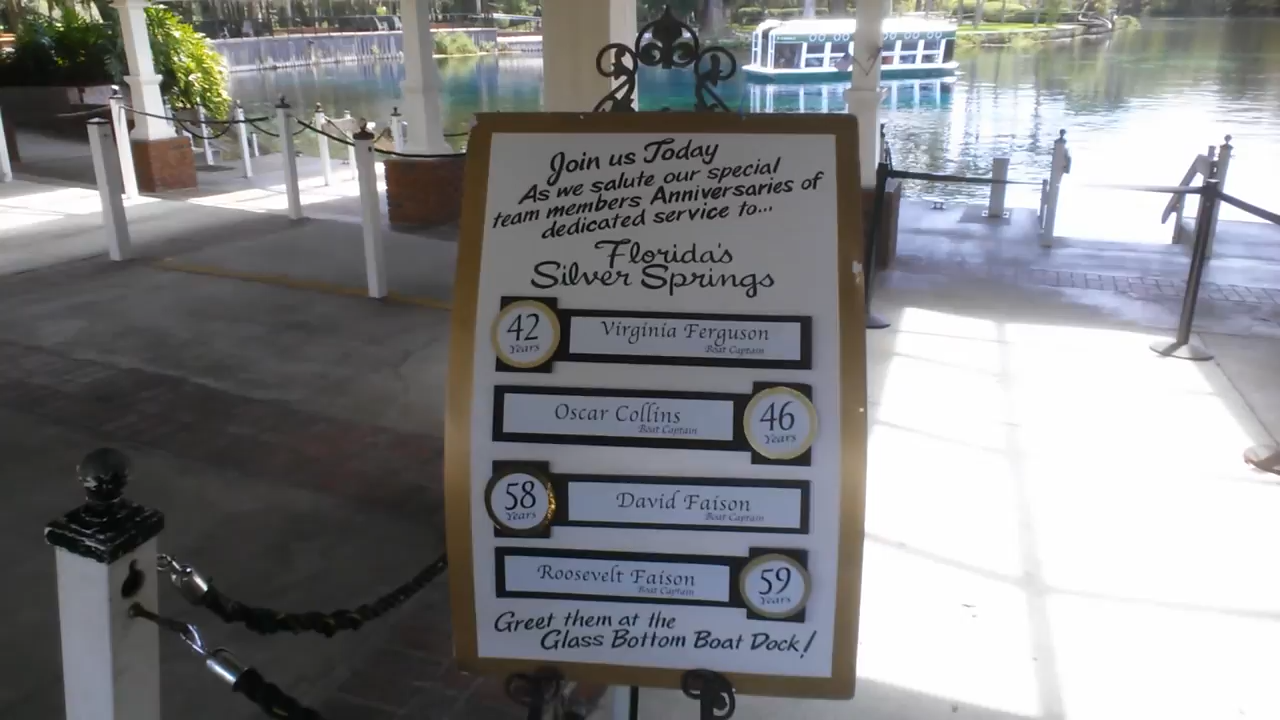 Join us Today
As we salute our special
team members Anniversaries of
dedicated service to...
Florida's
Silver Springs
42
Years
Virginia Ferguson
Boat Captain
Oscar Collins
Boat Captain
46
Years
58
Years
David Faison
Boat Captain
Roosevelt Faison
Boat Captain
59
Years
Greet them at the
Glass Bottom Boat Dock!